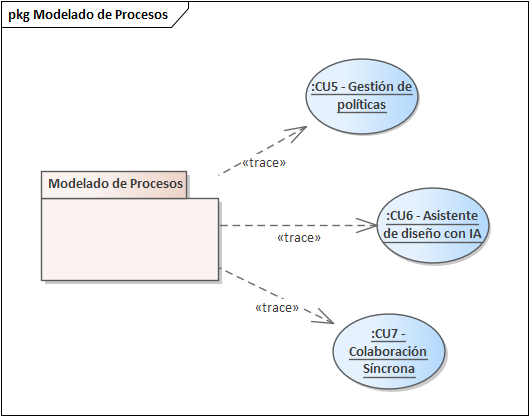 pkg Modelado de Procesos
:CU5 - Gestión de
políticas
«trace»
Modelado de Procesos
:CU6 - Asistente
de diseño con IA
«trace»
«trace»
:CU7 -
Colaboración
Síncrona